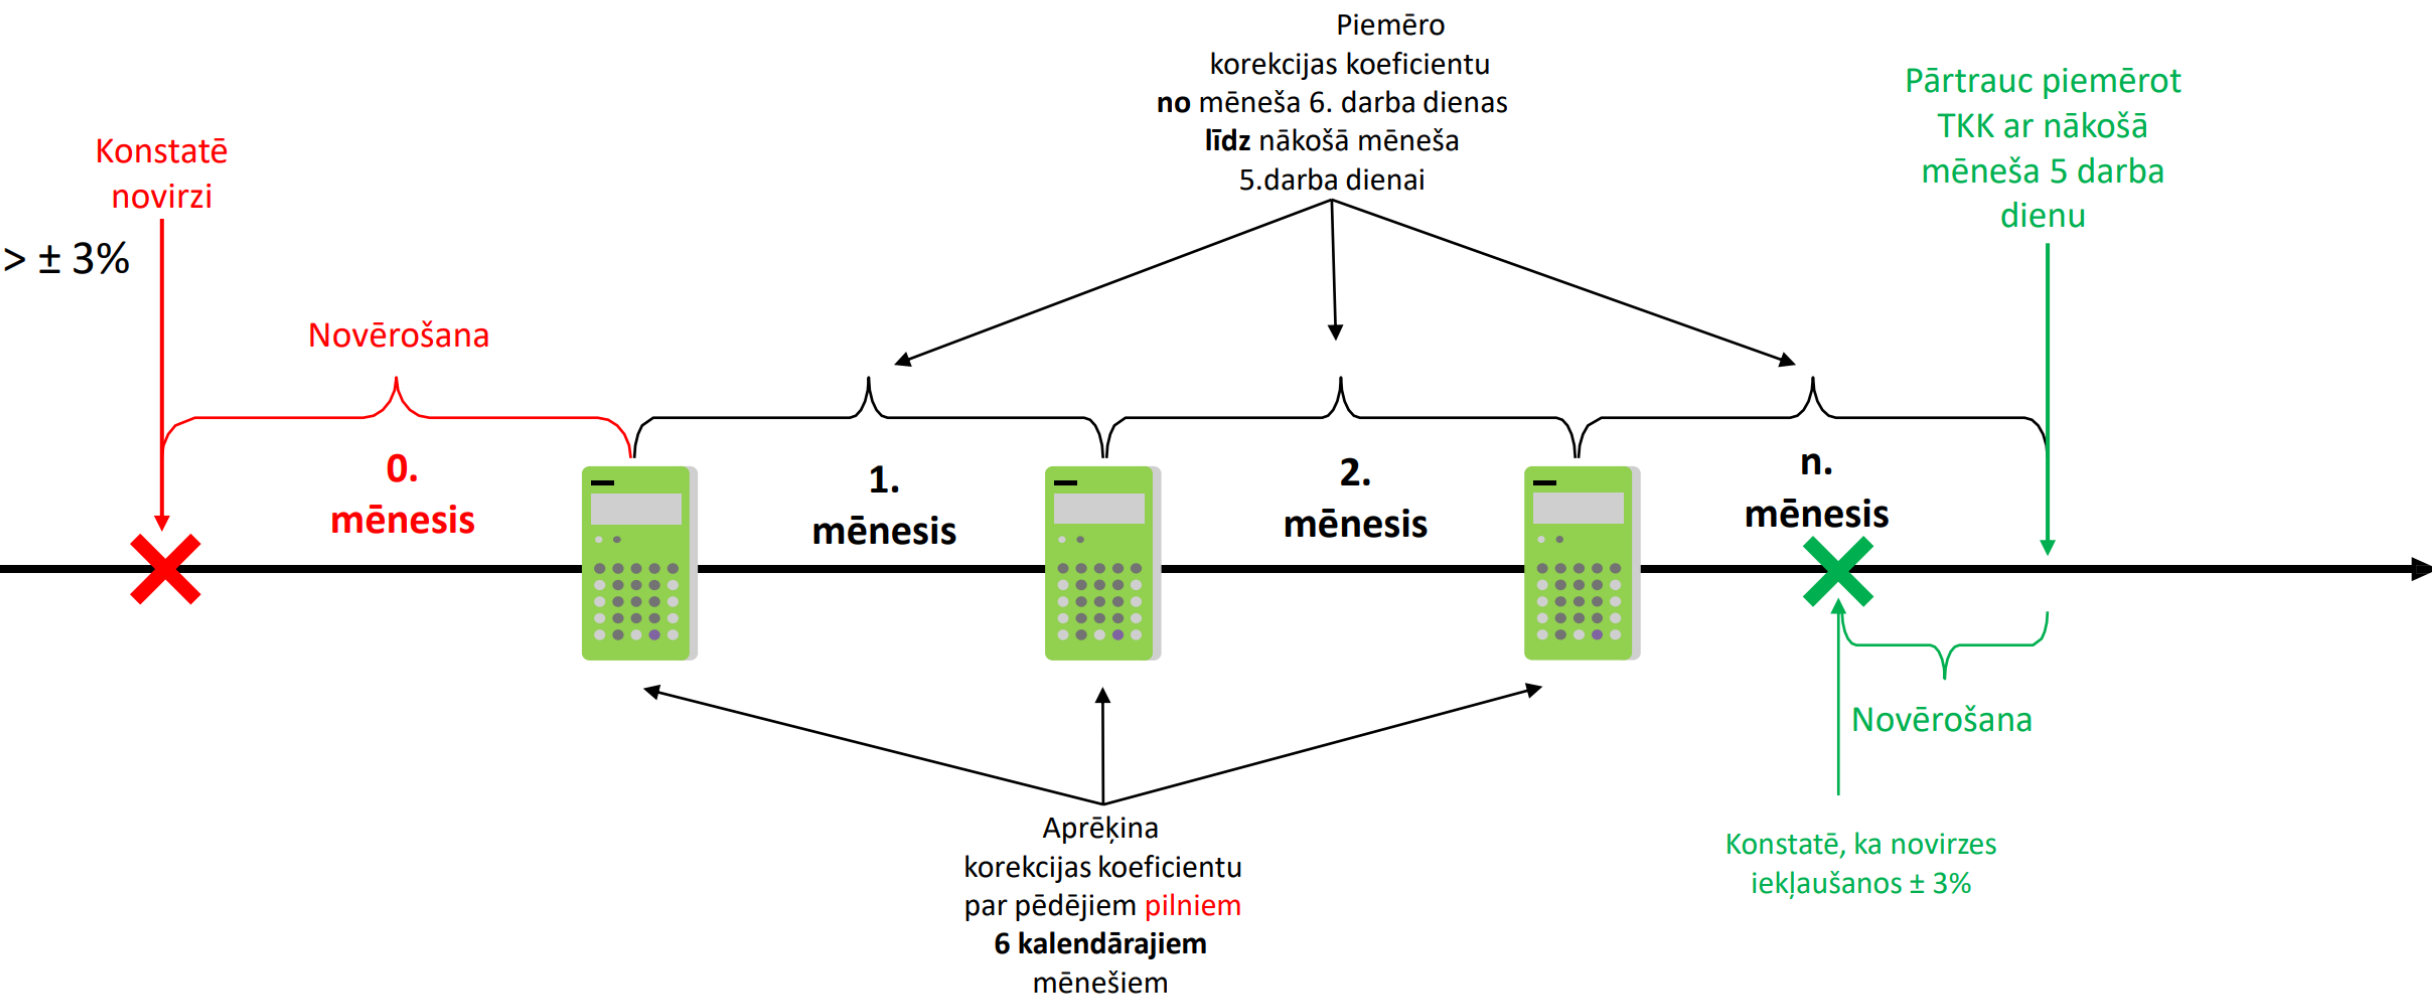 Piemēro
korekcijas koeficientu
no mēneša 6. darba dienas
līdz nākošā mēneša
5.darba dienai
Pārtrauc piemērot
TKK ar nākošā
mēneša 5 darba
dienu
Konstatē
novirzi
> ± 3%
Novērošana
0.
mēnesis
1.
mēnesis
2.
mēnesis
n.
mēnesis
Novērošana
Aprēķina
korekcijas koeficientu
par pēdējiem pilniem
6 kalendārajiem
mēnešiem
Konstatē, ka novirzes
iekļaušanos ± 3%